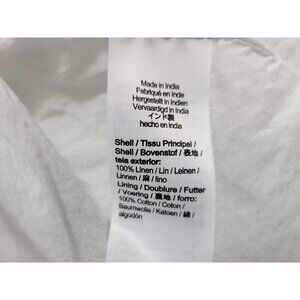 Made in India
Fabriqué en Inde
Hergestellt in Indien
Vervaardigd in India
インド製
hecho en india
Shell / Tissu Principal /
Shell / Bovenstof / 表地 /
tela exterior:
100% Linen / Lin / Leinen /
Linnen / 麻 / lino
Lining / Doublure / Futter
/ Voering / 裏地 / forro:
100% Cotton / Coton /
Baumwolle / Katoen / 綿 /
algodón